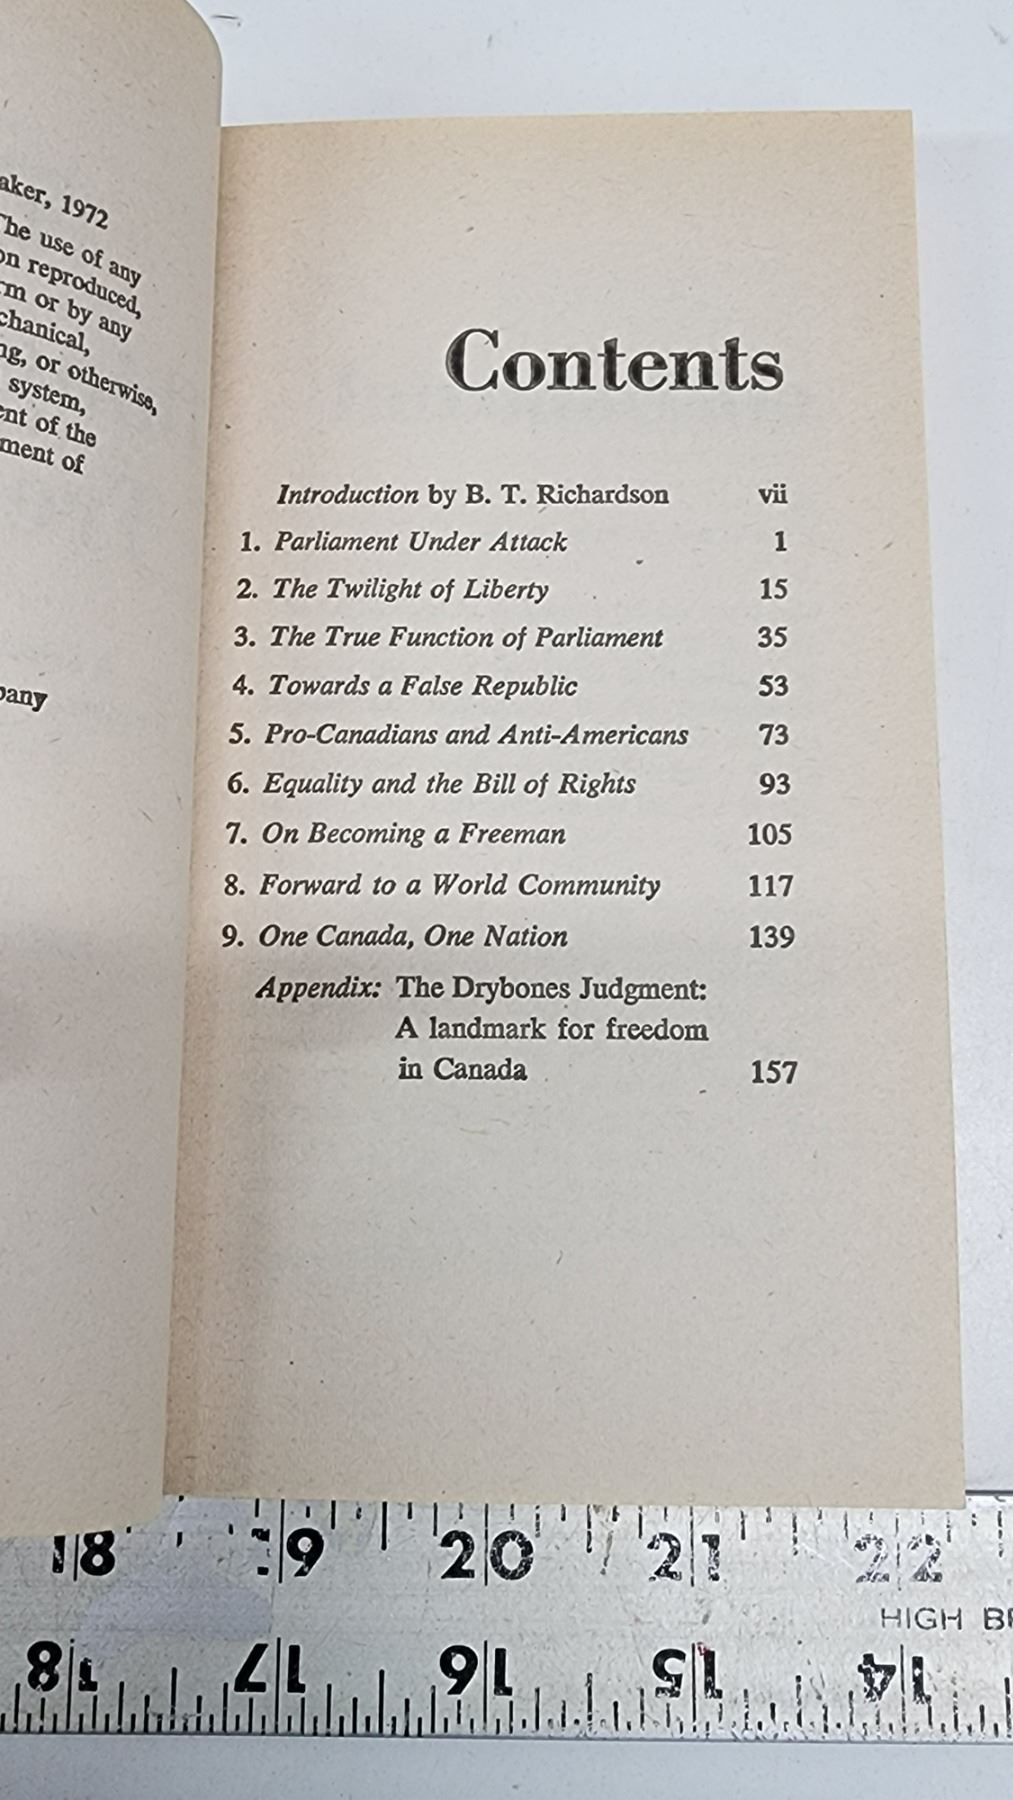 aker, 1972
The use of any
on reproduced,
rm or by any
chanical,
ng, or otherwise,
system,
ent of the
ment of
pany
Contents
Introduction by B. T. Richardson vii
1. Parliament Under Attack 1
2. The Twilight of Liberty 15
3. The True Function of Parliament 35
4. Towards a False Republic 53
5. Pro-Canadians and Anti-Americans 73
6. Equality and the Bill of Rights 93
7. On Becoming a Freeman 105
8. Forward to a World Community 117
9. One Canada, One Nation 139
Appendix: The Drybones Judgment:
A landmark for freedom
in Canada 157
18 19 20 21 22
HIGH
18 17 16 15 14